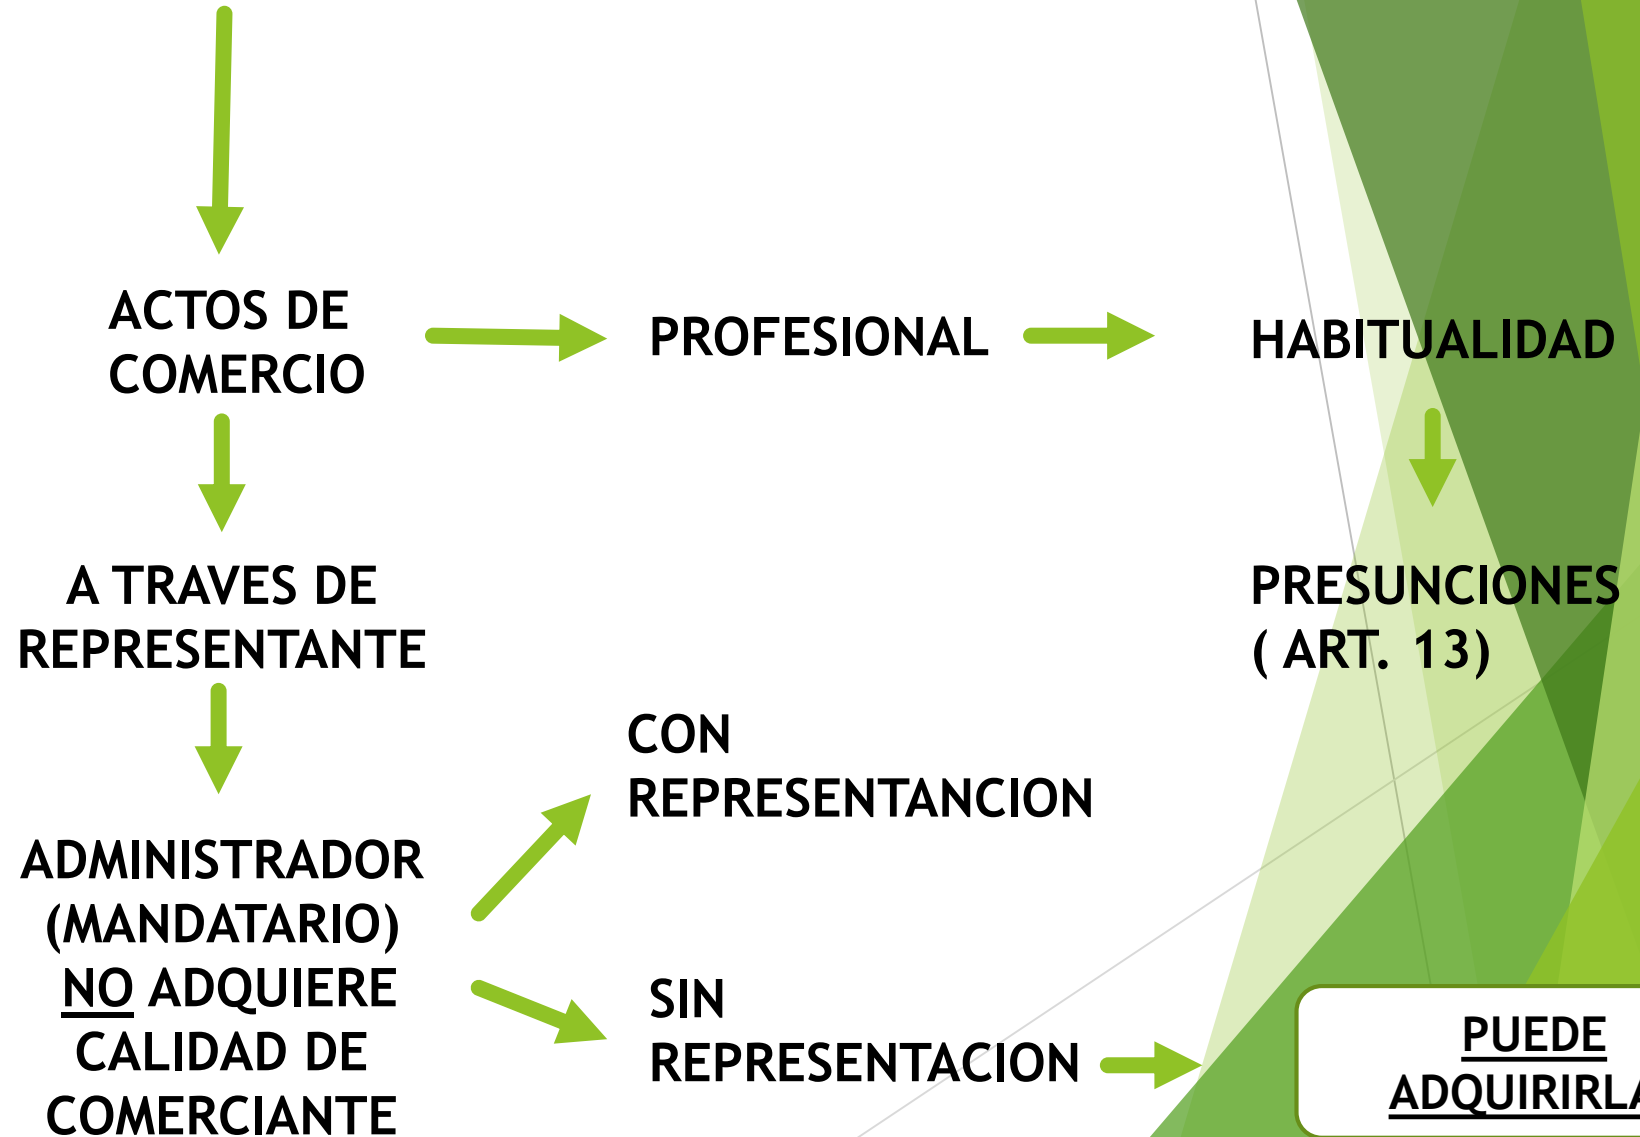 ACTOS DE
COMERCIO
PROFESIONAL
HABITUALIDAD
A TRAVES DE
REPRESENTANTE
PRESUNCIONES
( ART. 13)
CON
REPRESENTANCION
ADMINISTRADOR
(MANDATARIO)
NO ADQUIERE
CALIDAD DE
COMERCIANTE
SIN
REPRESENTACION
PUEDE
ADQUIRIRLA